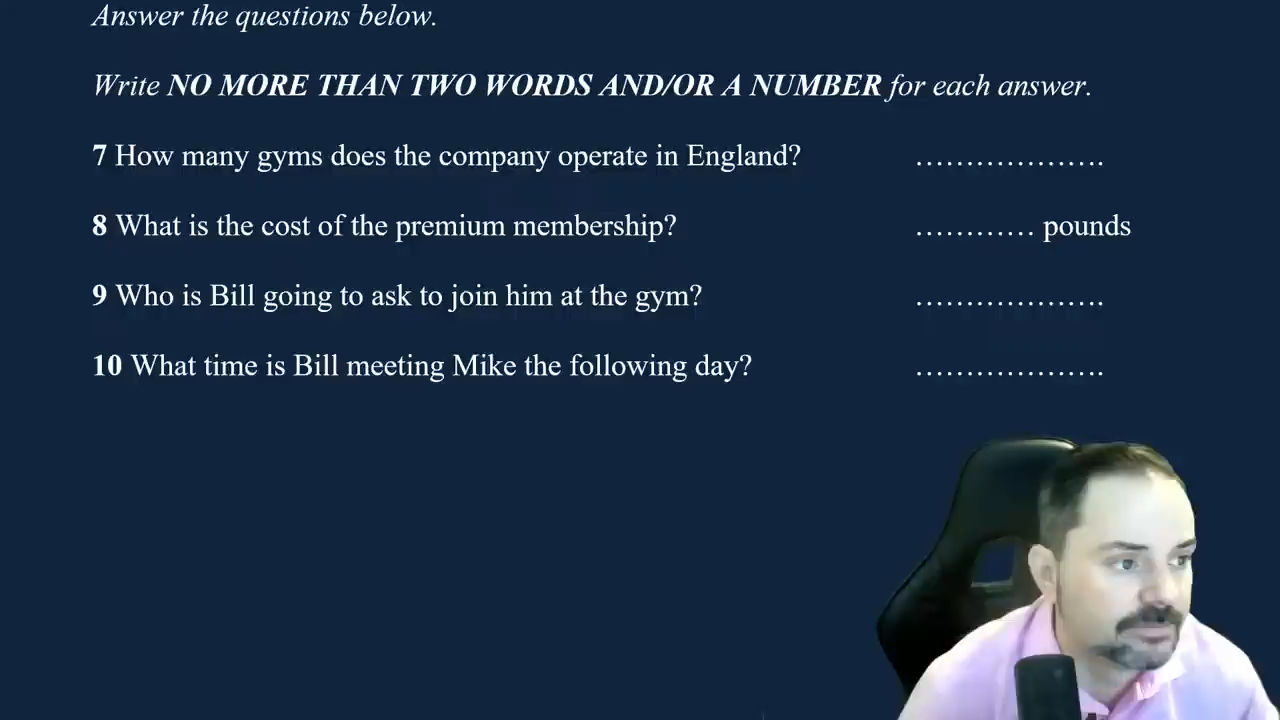 Answer the questions below.
Write NO MORE THAN TWO WORDS AND/OR A NUMBER for each answer.
7 How many gyms does the company operate in England? ………………….
8 What is the cost of the premium membership? ………… pounds
9 Who is Bill going to ask to join him at the gym? ………………….
10 What time is Bill meeting Mike the following day? ………………….